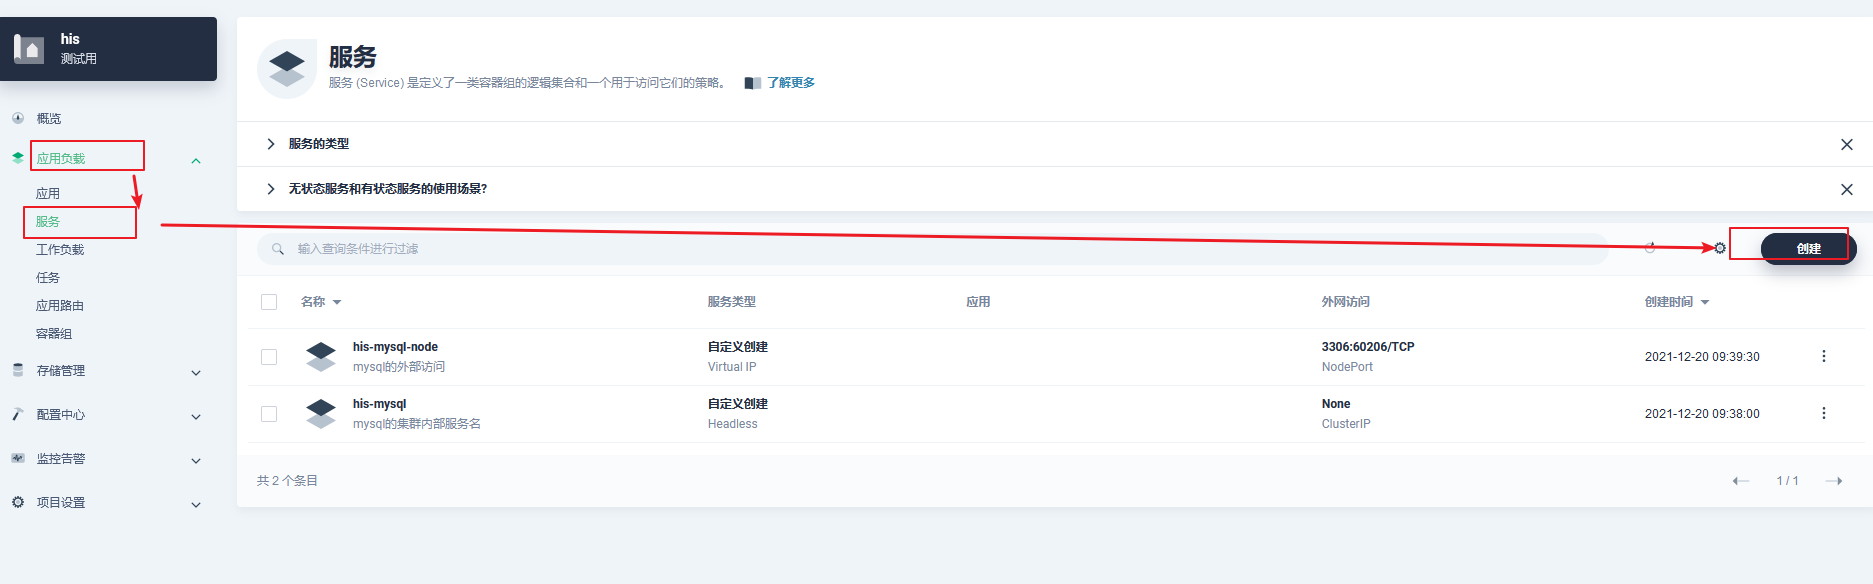 his
测试用
概览
应用负载
应用
服务
工作负载
任务
应用路由
容器组
存储管理
配置中心
监控告警
项目设置
服务
服务 (Service) 是定义了一类容器组的逻辑集合和一个用于访问它们的策略。 了解更多
服务的类型
无状态服务和有状态服务的使用场景?
输入查询条件进行过滤 创建
名称 服务类型 应用 外网访问 创建时间
his-mysql-node 自定义创建 3306:60206/TCP 2021-12-20 09:39:30
mysql的外部访问 Virtual IP NodePort
his-mysql 自定义创建 None 2021-12-20 09:38:00
mysql的集群内部服务名 Headless ClusterIP
共 2 个条目 1 / 1